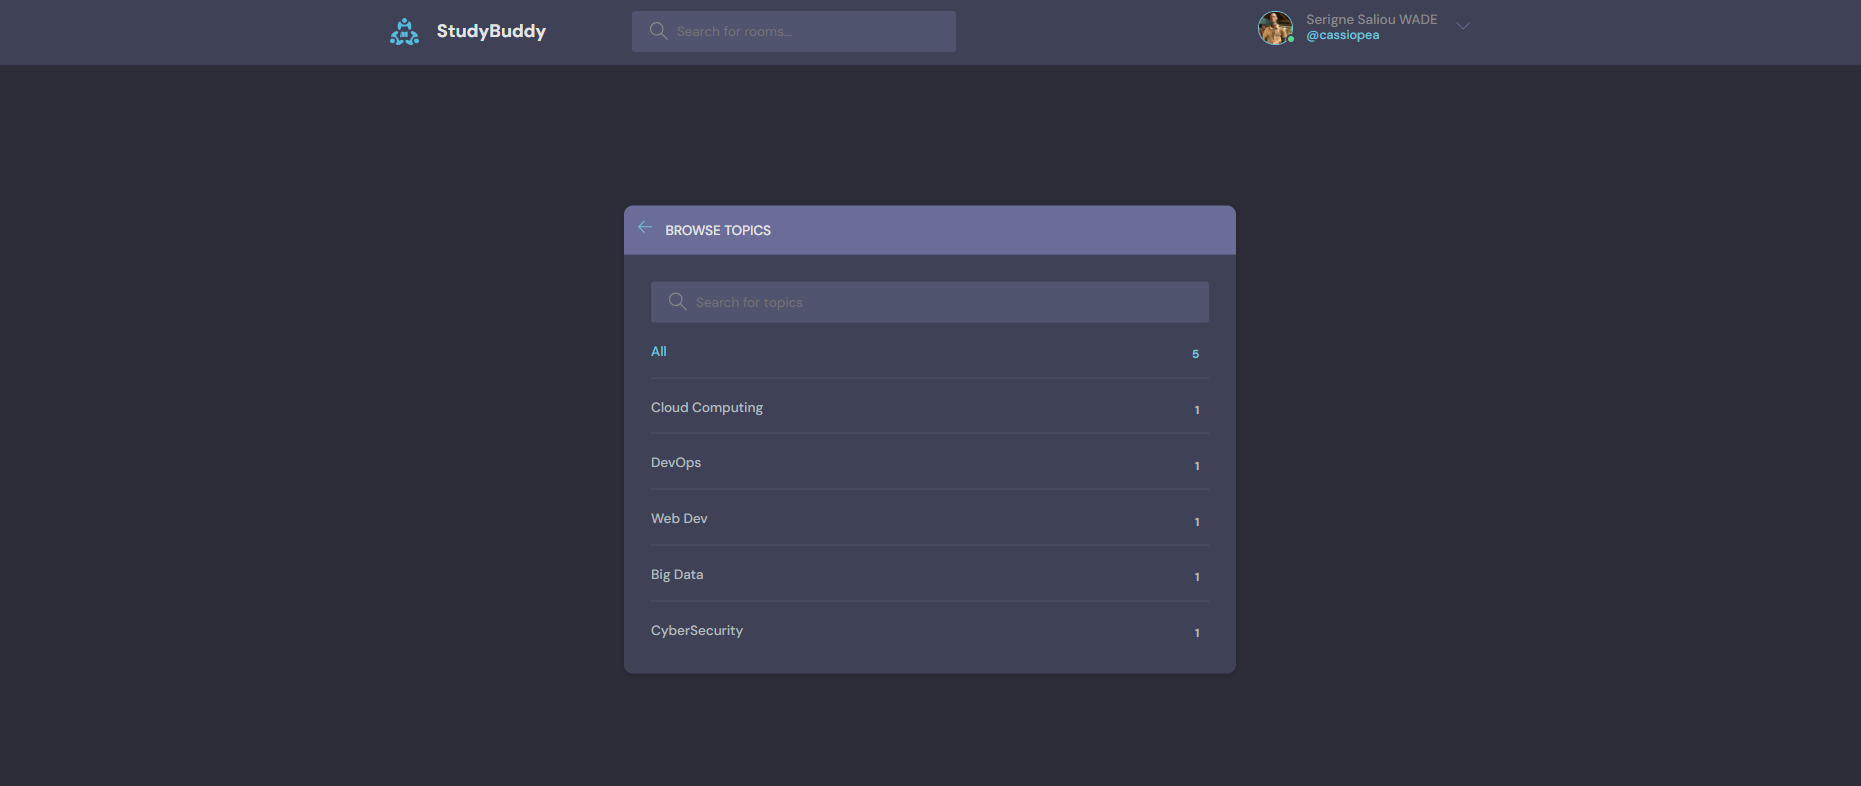 StudyBuddy
Search for rooms...
Serigne Saliou WADE
@cassiopea
BROWSE TOPICS
Search for topics
All 5
Cloud Computing 1
DevOps 1
Web Dev 1
Big Data 1
CyberSecurity 1